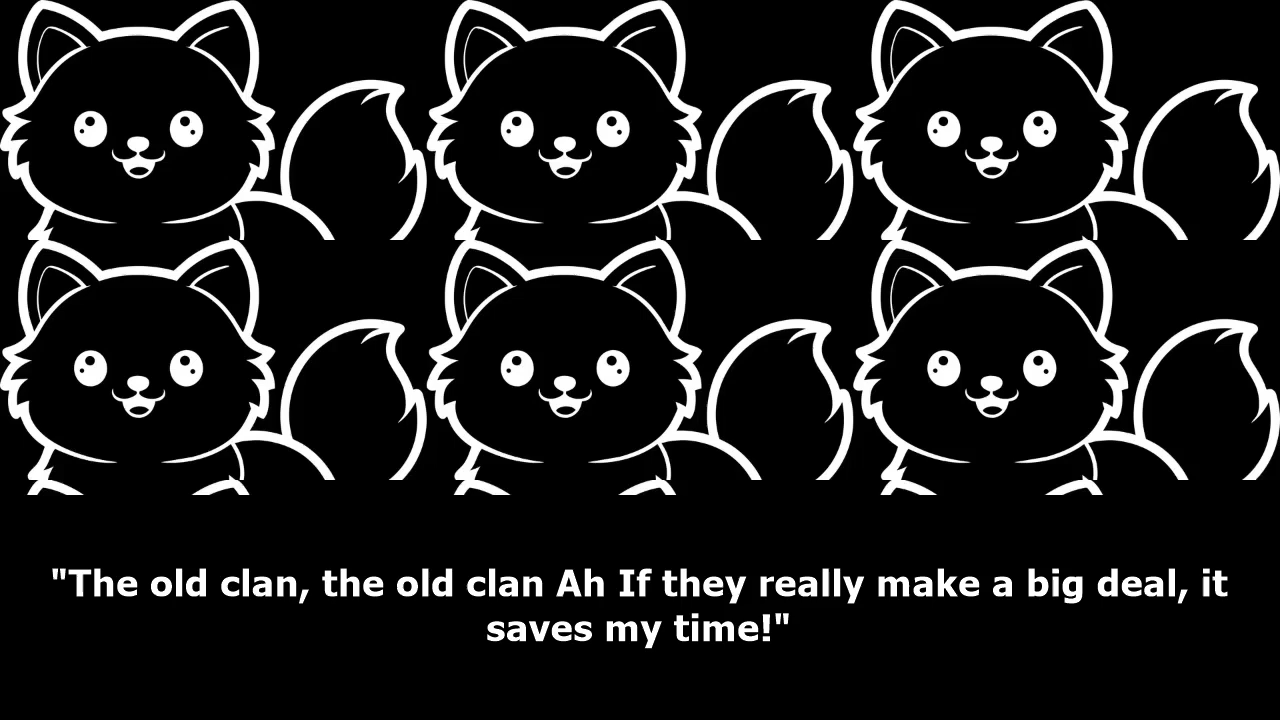 "The old clan, the old clan Ah If they really make a big deal, it
saves my time!"